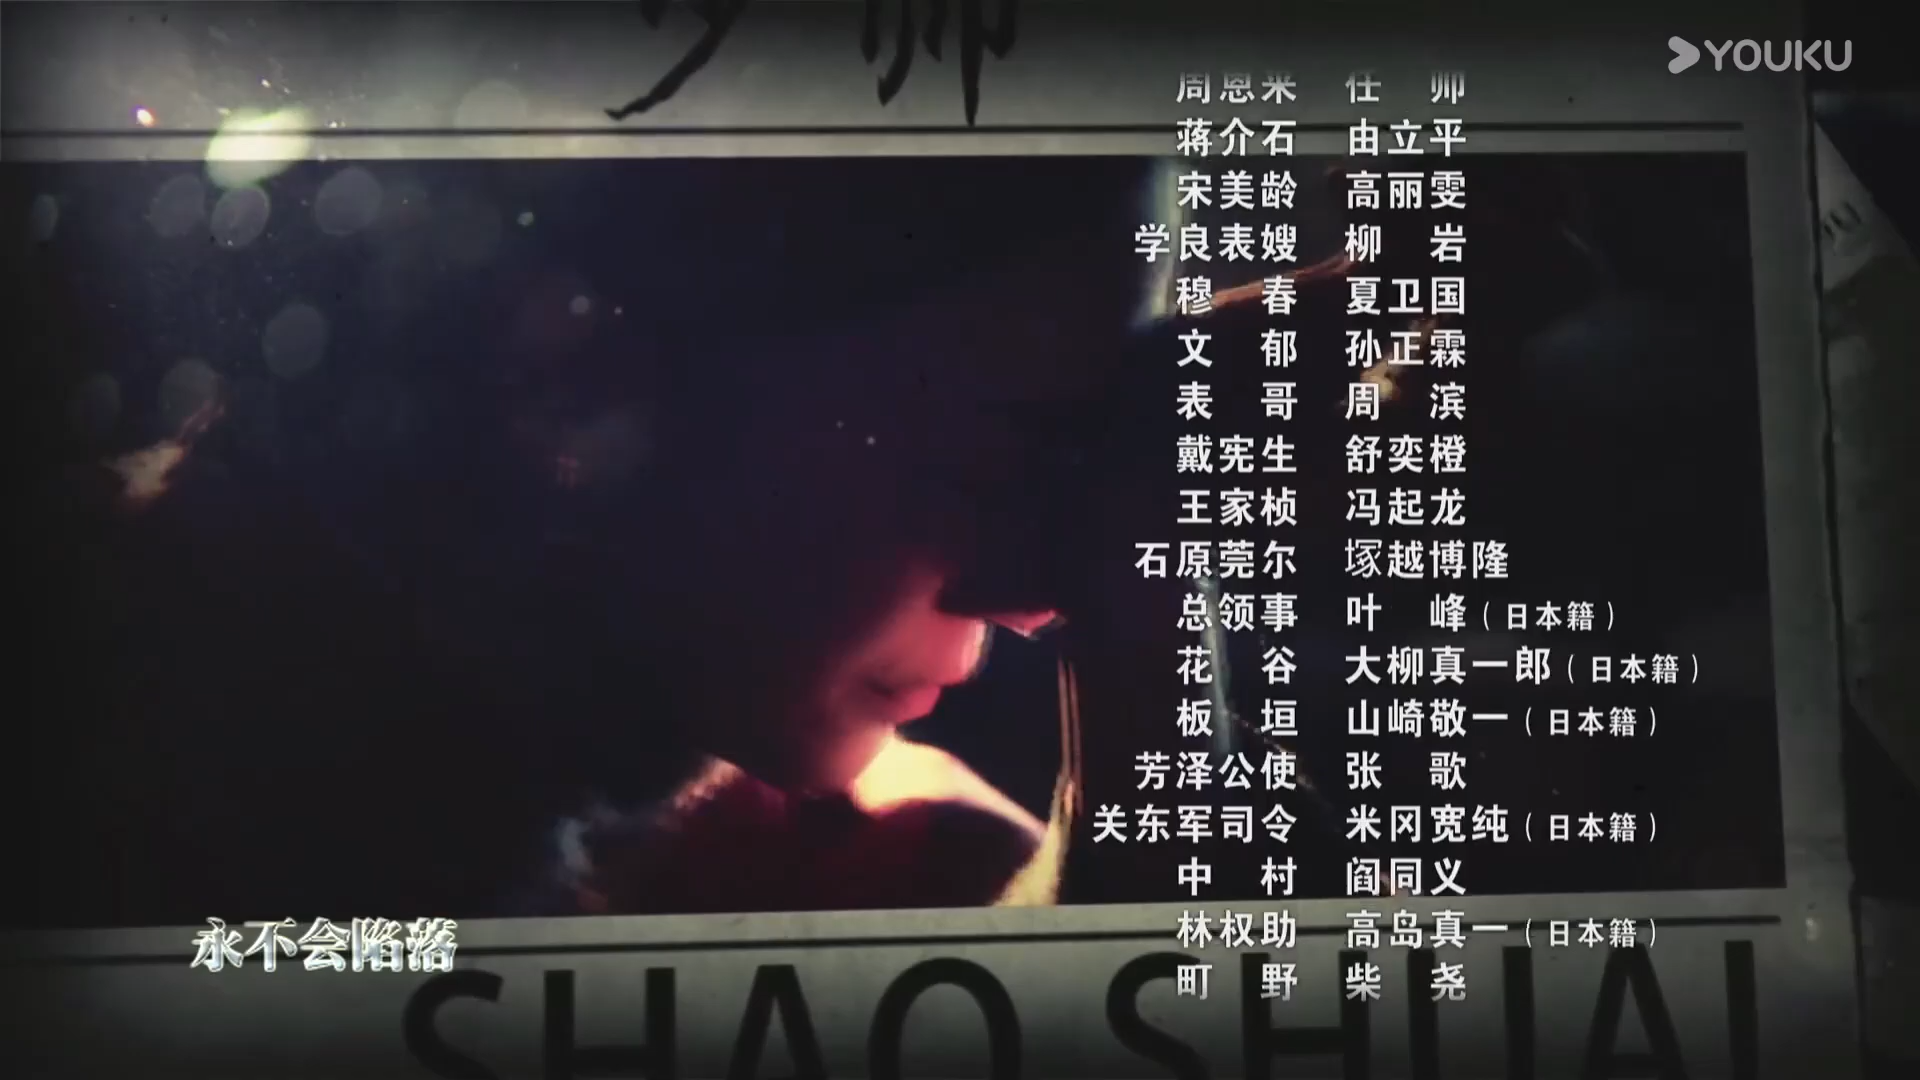 少帅
YOUKU
周恩来 任 帅
蒋介石 由立平
宋美龄 高丽雯
学良表嫂 柳 岩
穆 春 夏卫国
文 郁 孙正霖
表 哥 周 滨
戴宪生 舒奕橙
王家桢 冯起龙
石原莞尔 塚越博隆
总领事 叶 峰(日本籍)
花 谷 大柳真一郎(日本籍)
板 垣 山崎敬一(日本籍)
芳泽公使 张 歌
关东军司令 米冈宽纯(日本籍)
中 村 阎同义
林权助 高岛真一(日本籍)
町 野 柴 尧
永不会陷落
SHAO SHUAI